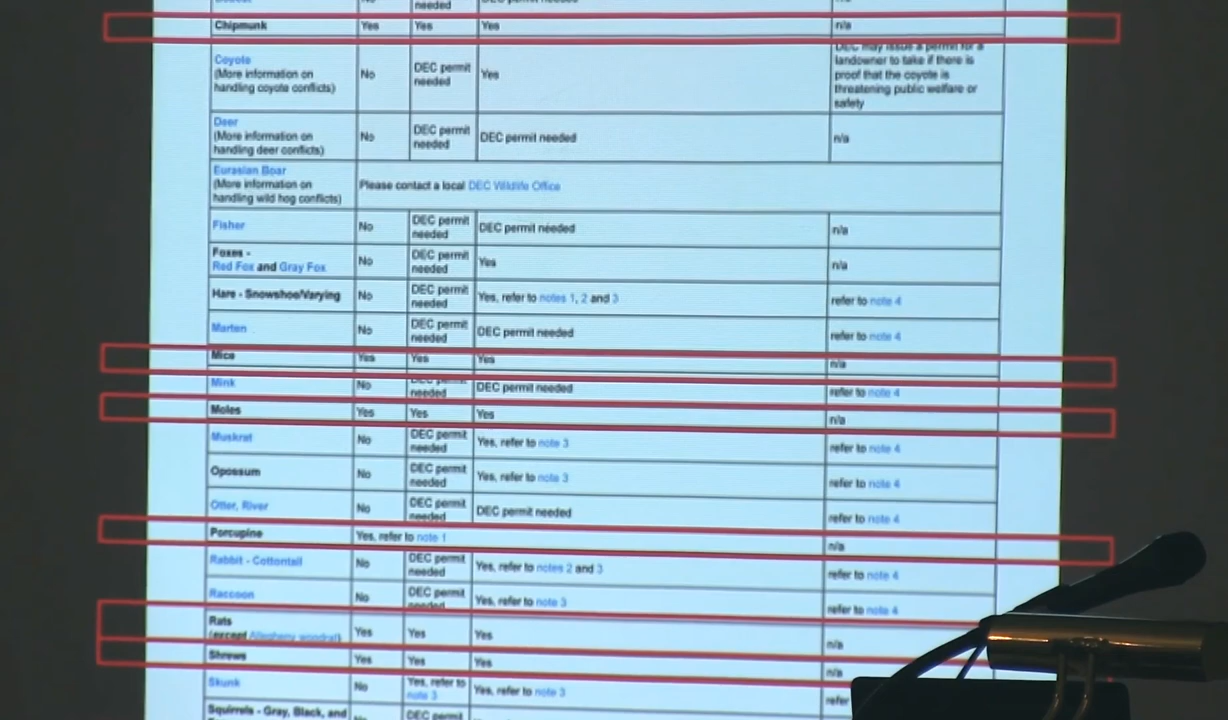 needed
DEC permit needed
Chipmunk Yes Yes Yes n/a
Coyote
(More information on
handling coyote conflicts)
No
DEC permit
needed
Yes
DEC may issue a permit for a
landowner to take if there is
proof that the coyote is
threatening public welfare or
safety
Deer
(More information on
handling deer conflicts)
No
DEC permit
needed
DEC permit needed
n/a
Eurasian Boar
(More information on
handling wild hog conflicts)
Please contact a local DEC Wildlife Office
Fisher
No
DEC permit
needed
DEC permit needed
n/a
Foxes -
Red Fox and Gray Fox
No
DEC permit
needed
Yes
n/a
Hare - Snowshoe/Varying
No
DEC permit
needed
Yes, refer to notes 1, 2 and 3
refer to note 4
Marten
No
DEC permit
needed
DEC permit needed
refer to note 4
Mice Yes Yes Yes n/a
Mink
No
DEC permit
needed
DEC permit needed
refer to note 4
Moles Yes Yes Yes n/a
Muskrat
No
DEC permit
needed
Yes, refer to note 3
refer to note 4
Opossum
No
DEC permit
needed
Yes, refer to note 3
refer to note 4
Otter, River
No
DEC permit
needed
DEC permit needed
refer to note 4
Porcupine
Yes, refer to note 1
n/a
Rabbit - Cottontail
No
DEC permit
needed
Yes, refer to notes 2 and 3
refer to note 4
Raccoon
No
DEC permit
needed
Yes, refer to note 3
refer to note 4
Rats
(except Allegheny woodrat)
Yes
Yes
Yes
n/a
Shrews Yes Yes Yes n/a
Skunk
No
Yes, refer to
note 3
Yes, refer to note 3
refer
Squirrels - Gray, Black, and
No
DEC permit